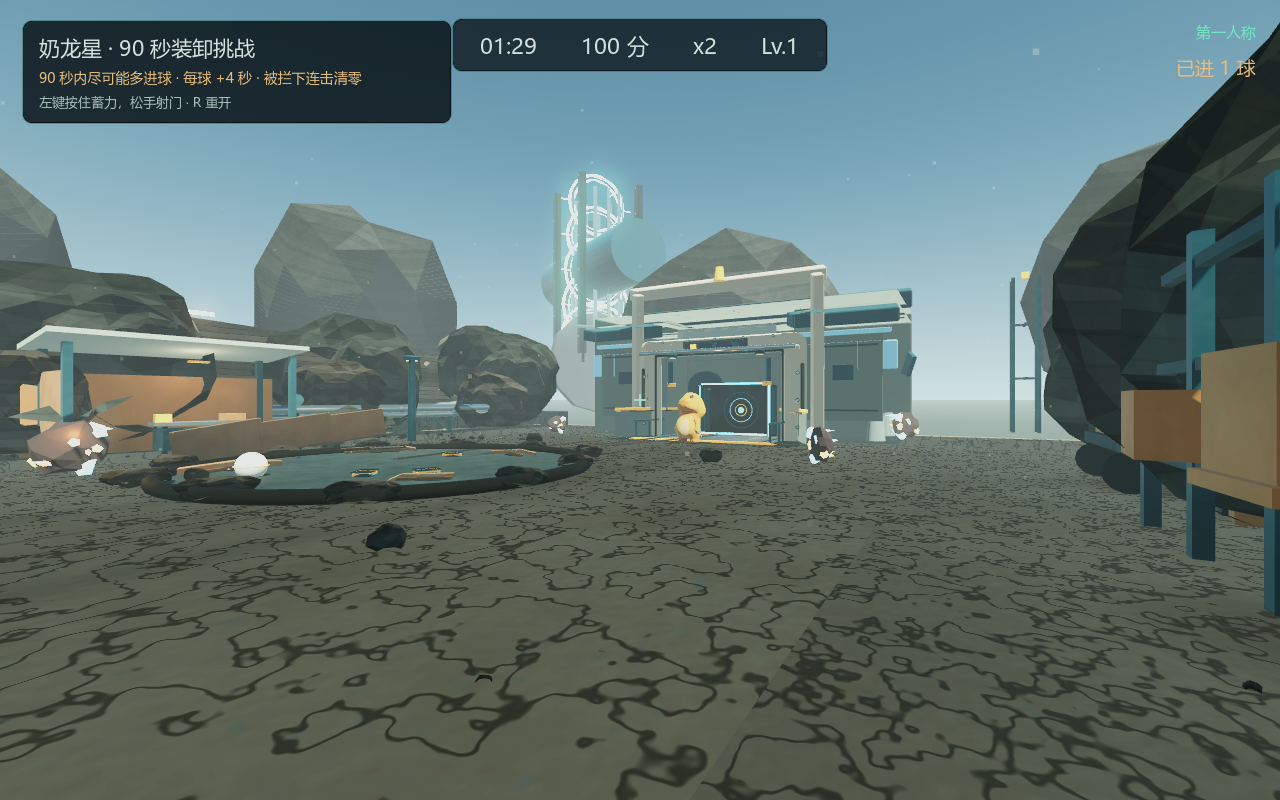 奶龙星 · 90 秒装卸挑战
90 秒内尽可能多进球 · 每球 +4 秒 · 被拦下连击清零
左键按住蓄力，松手射门 · R 重开
01:29 100 分 x2 Lv.1
第一人称
已进 1 球